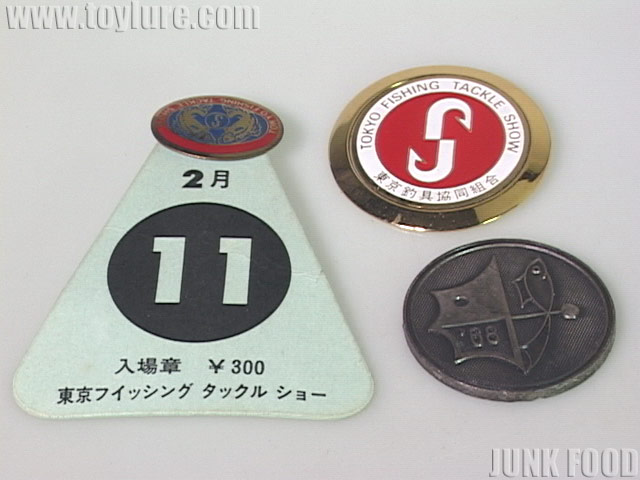 www.toylure.com
2月
11
入場章 ¥300
東京フイッシング タックル ショー
TOKYO FISHING TACKLE SHOW
東京釣具協同組合
'08
JUNK FOOD